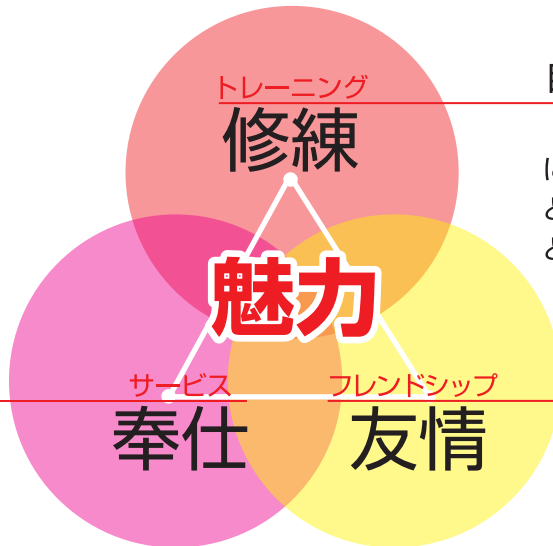 トレーニング
修練
魅力
サービス
奉仕
フレンドシップ
友情